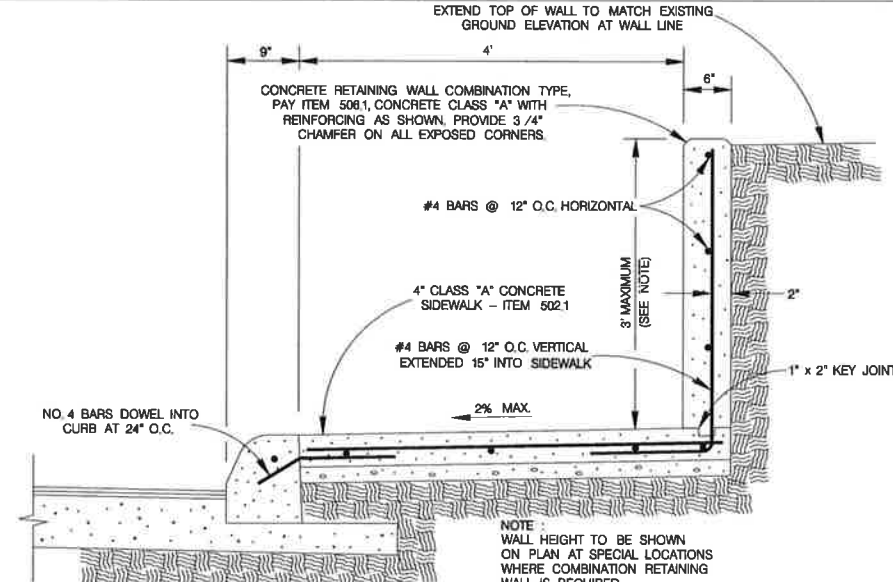 EXTEND TOP OF WALL TO MATCH EXISTING
GROUND ELEVATION AT WALL LINE
9"
4'
6"
CONCRETE RETAINING WALL COMBINATION TYPE,
PAY ITEM 506.1, CONCRETE CLASS "A" WITH
REINFORCING AS SHOWN. PROVIDE 3/4"
CHAMFER ON ALL EXPOSED CORNERS.
#4 BARS @ 12" O.C. HORIZONTAL
3' MAXIMUM
(SEE NOTE)
4" CLASS "A" CONCRETE
SIDEWALK - ITEM 502.1
2"
#4 BARS @ 12" O.C. VERTICAL
EXTENDED 15" INTO SIDEWALK
1" x 2" KEY JOINT
2% MAX.
NO. 4 BARS DOWEL INTO
CURB AT 24" O.C.
NOTE :
WALL HEIGHT TO BE SHOWN
ON PLAN AT SPECIAL LOCATIONS
WHERE COMBINATION RETAINING
WALL IS REQUIRED